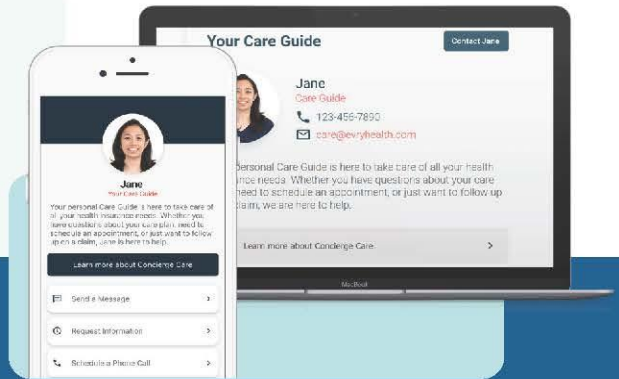 Your Care Guide
Contact Jane
Jane
Care Guide
123-456-7890
care@evryhealth.com
personal Care Guide is here to take care of all your health
needs. Whether you have questions about your care
need to schedule an appointment, or just want to follow up
claim, we are here to help.
Learn more about Concierge Care
MacBook
Jane
Your Care Guide
Your personal Care Guide is here to take care of
all your health insurance needs. Whether you
have questions about your care plan, need to
schedule an appointment, or just want to follow
up on a claim, Jane is here to help.
Learn more about Concierge Care
Send a Message
Request Information
Schedule a Phone Call